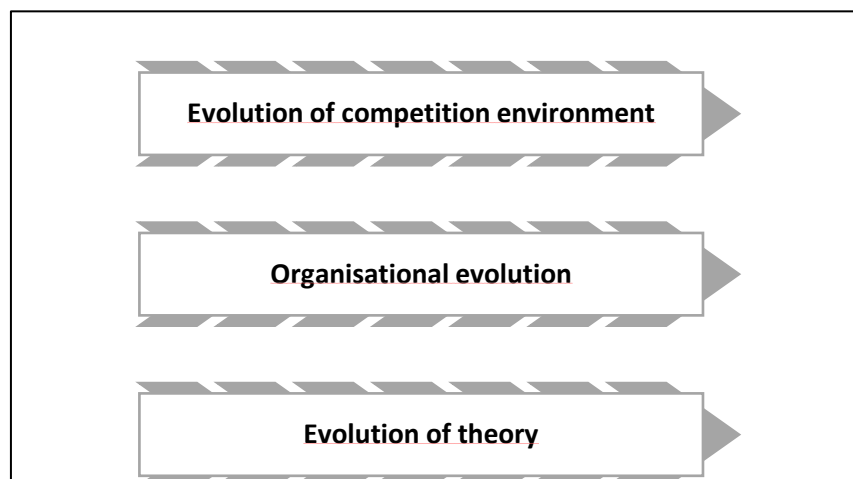 Evolution of competition environment
Organisational evolution
Evolution of theory